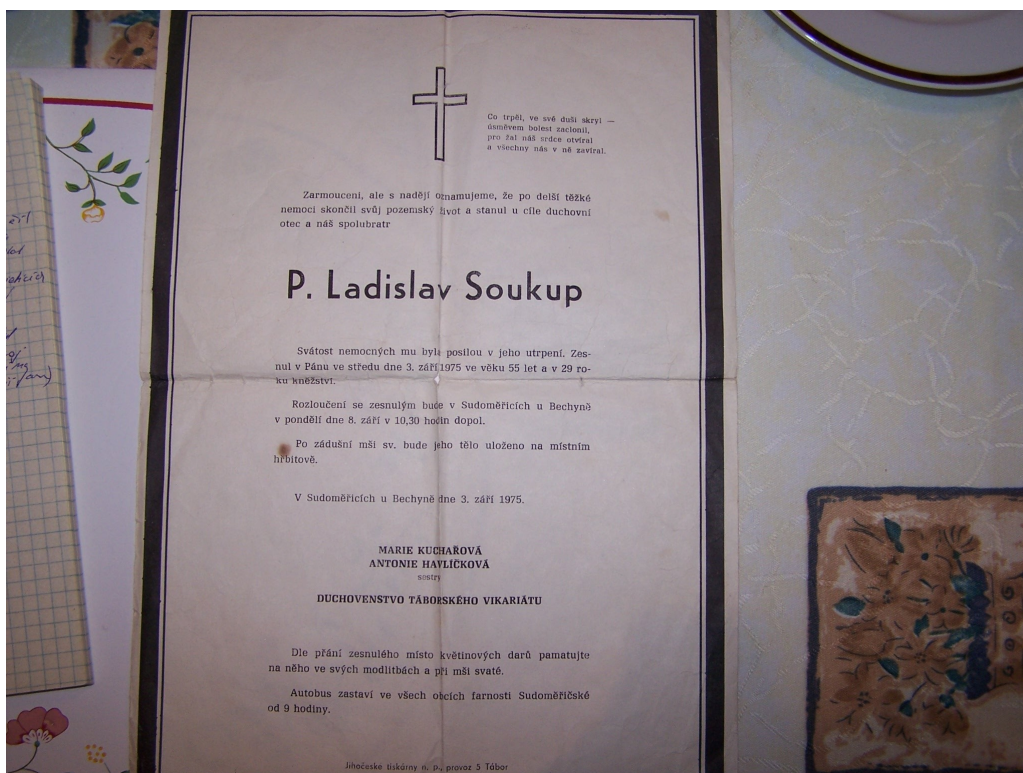 Co trpěl, ve své duši skryl —
úsměvem bolest zaclonil,
pro žal náš srdce otvíral
a všechny nás v ně zavíral.
Zarmouceni, ale s nadějí oznamujeme, že po delší těžké
nemoci skončil svůj pozemský život a stanul u cíle duchovní
otec a náš spolubratr
P. Ladislav Soukup
Svátost nemocných mu byla posilou v jeho utrpení. Zes-
nul v Pánu ve středu dne 3. září 1975 ve věku 55 let a v 29 ro-
ku kněžství.
Rozloučení se zesnulým bude v Sudoměřicích u Bechyně
v pondělí dne 8. září v 10,30 hodin dopol.
Po zádušní mši sv. bude jeho tělo uloženo na místním
hřbitově.
V Sudoměřicích u Bechyně dne 3. září 1975.
MARIE KUCHAŘOVÁ
ANTONIE HAVLÍČKOVÁ
sestry
DUCHOVENSTVO TÁBORSKÉHO VIKARIÁTU
Dle přání zesnulého místo květinových darů pamatujte
na něho ve svých modlitbách a při mši svaté.
Autobus zastaví ve všech obcích farnosti Sudoměřičské
od 9 hodiny.
Jihočeské tiskárny n. p., provoz 5 Tábor